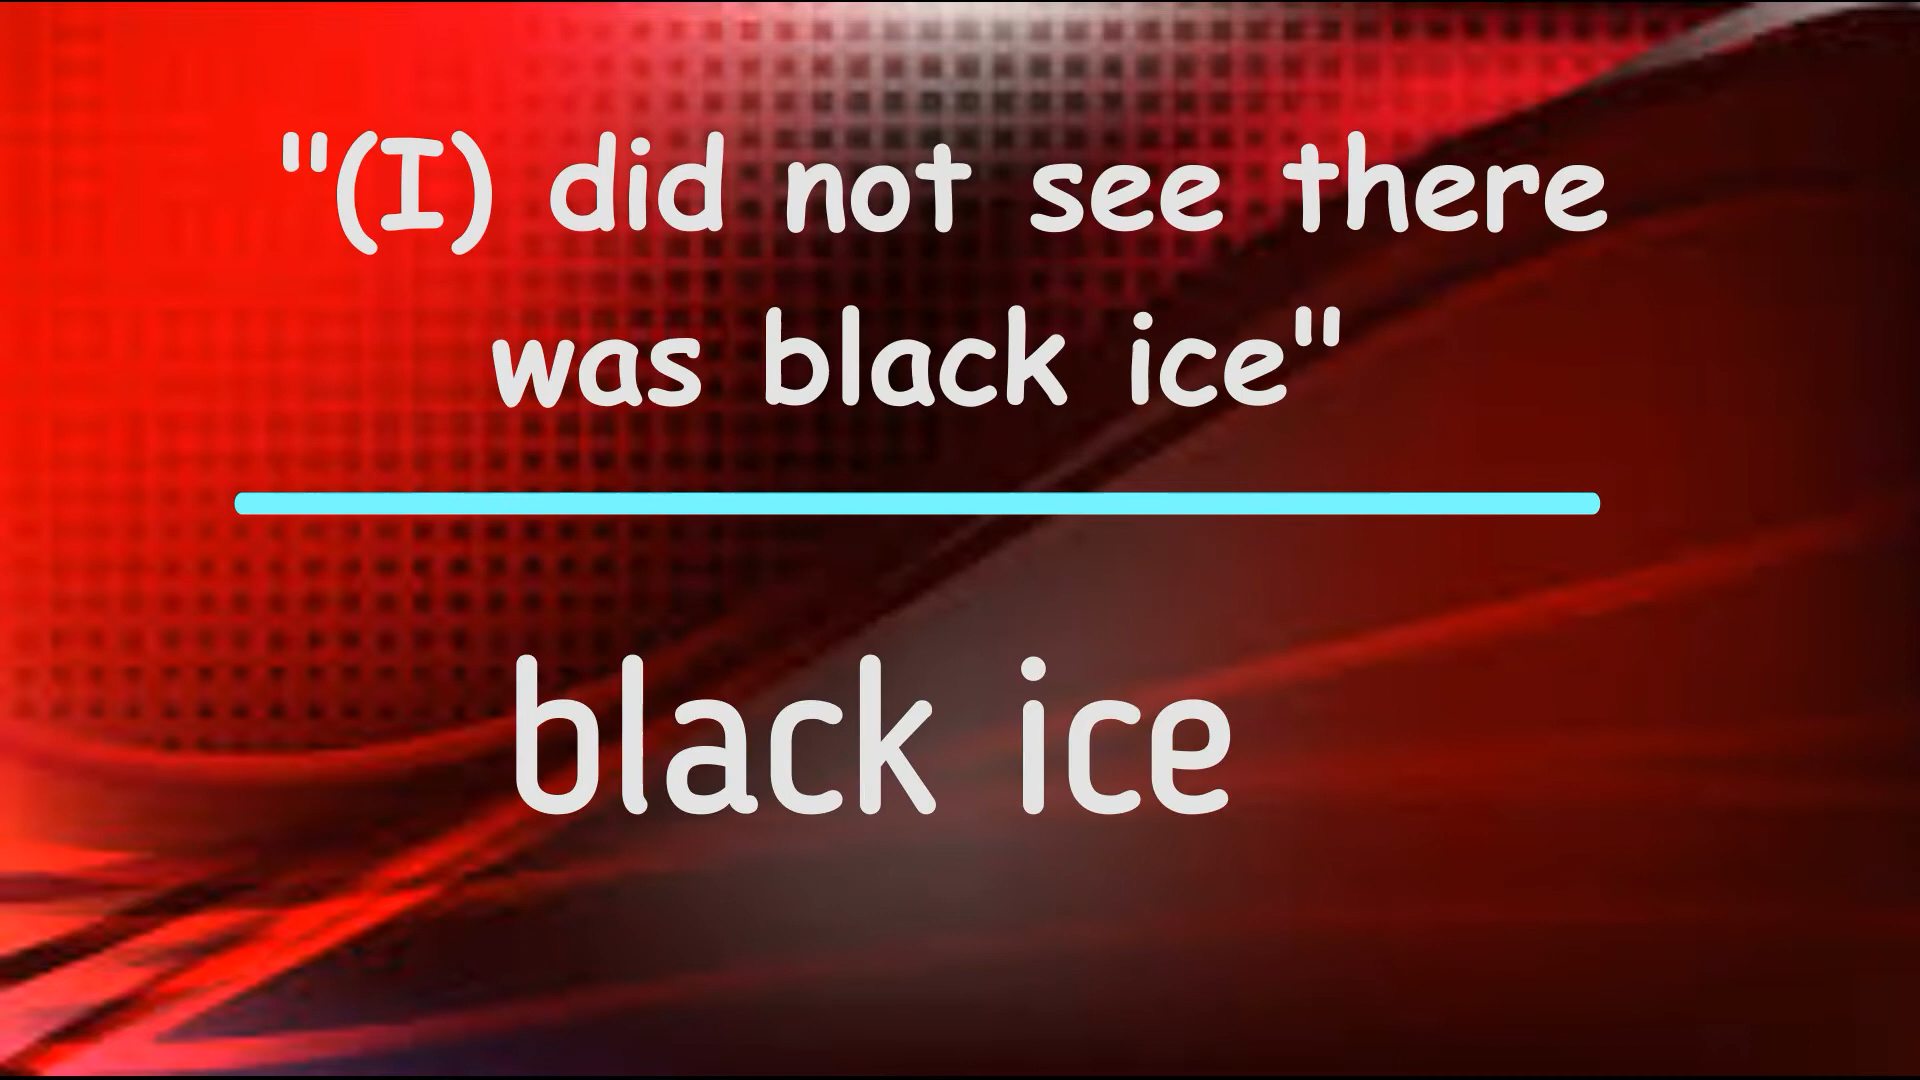 "(I) did not see there
was black ice"
black ice